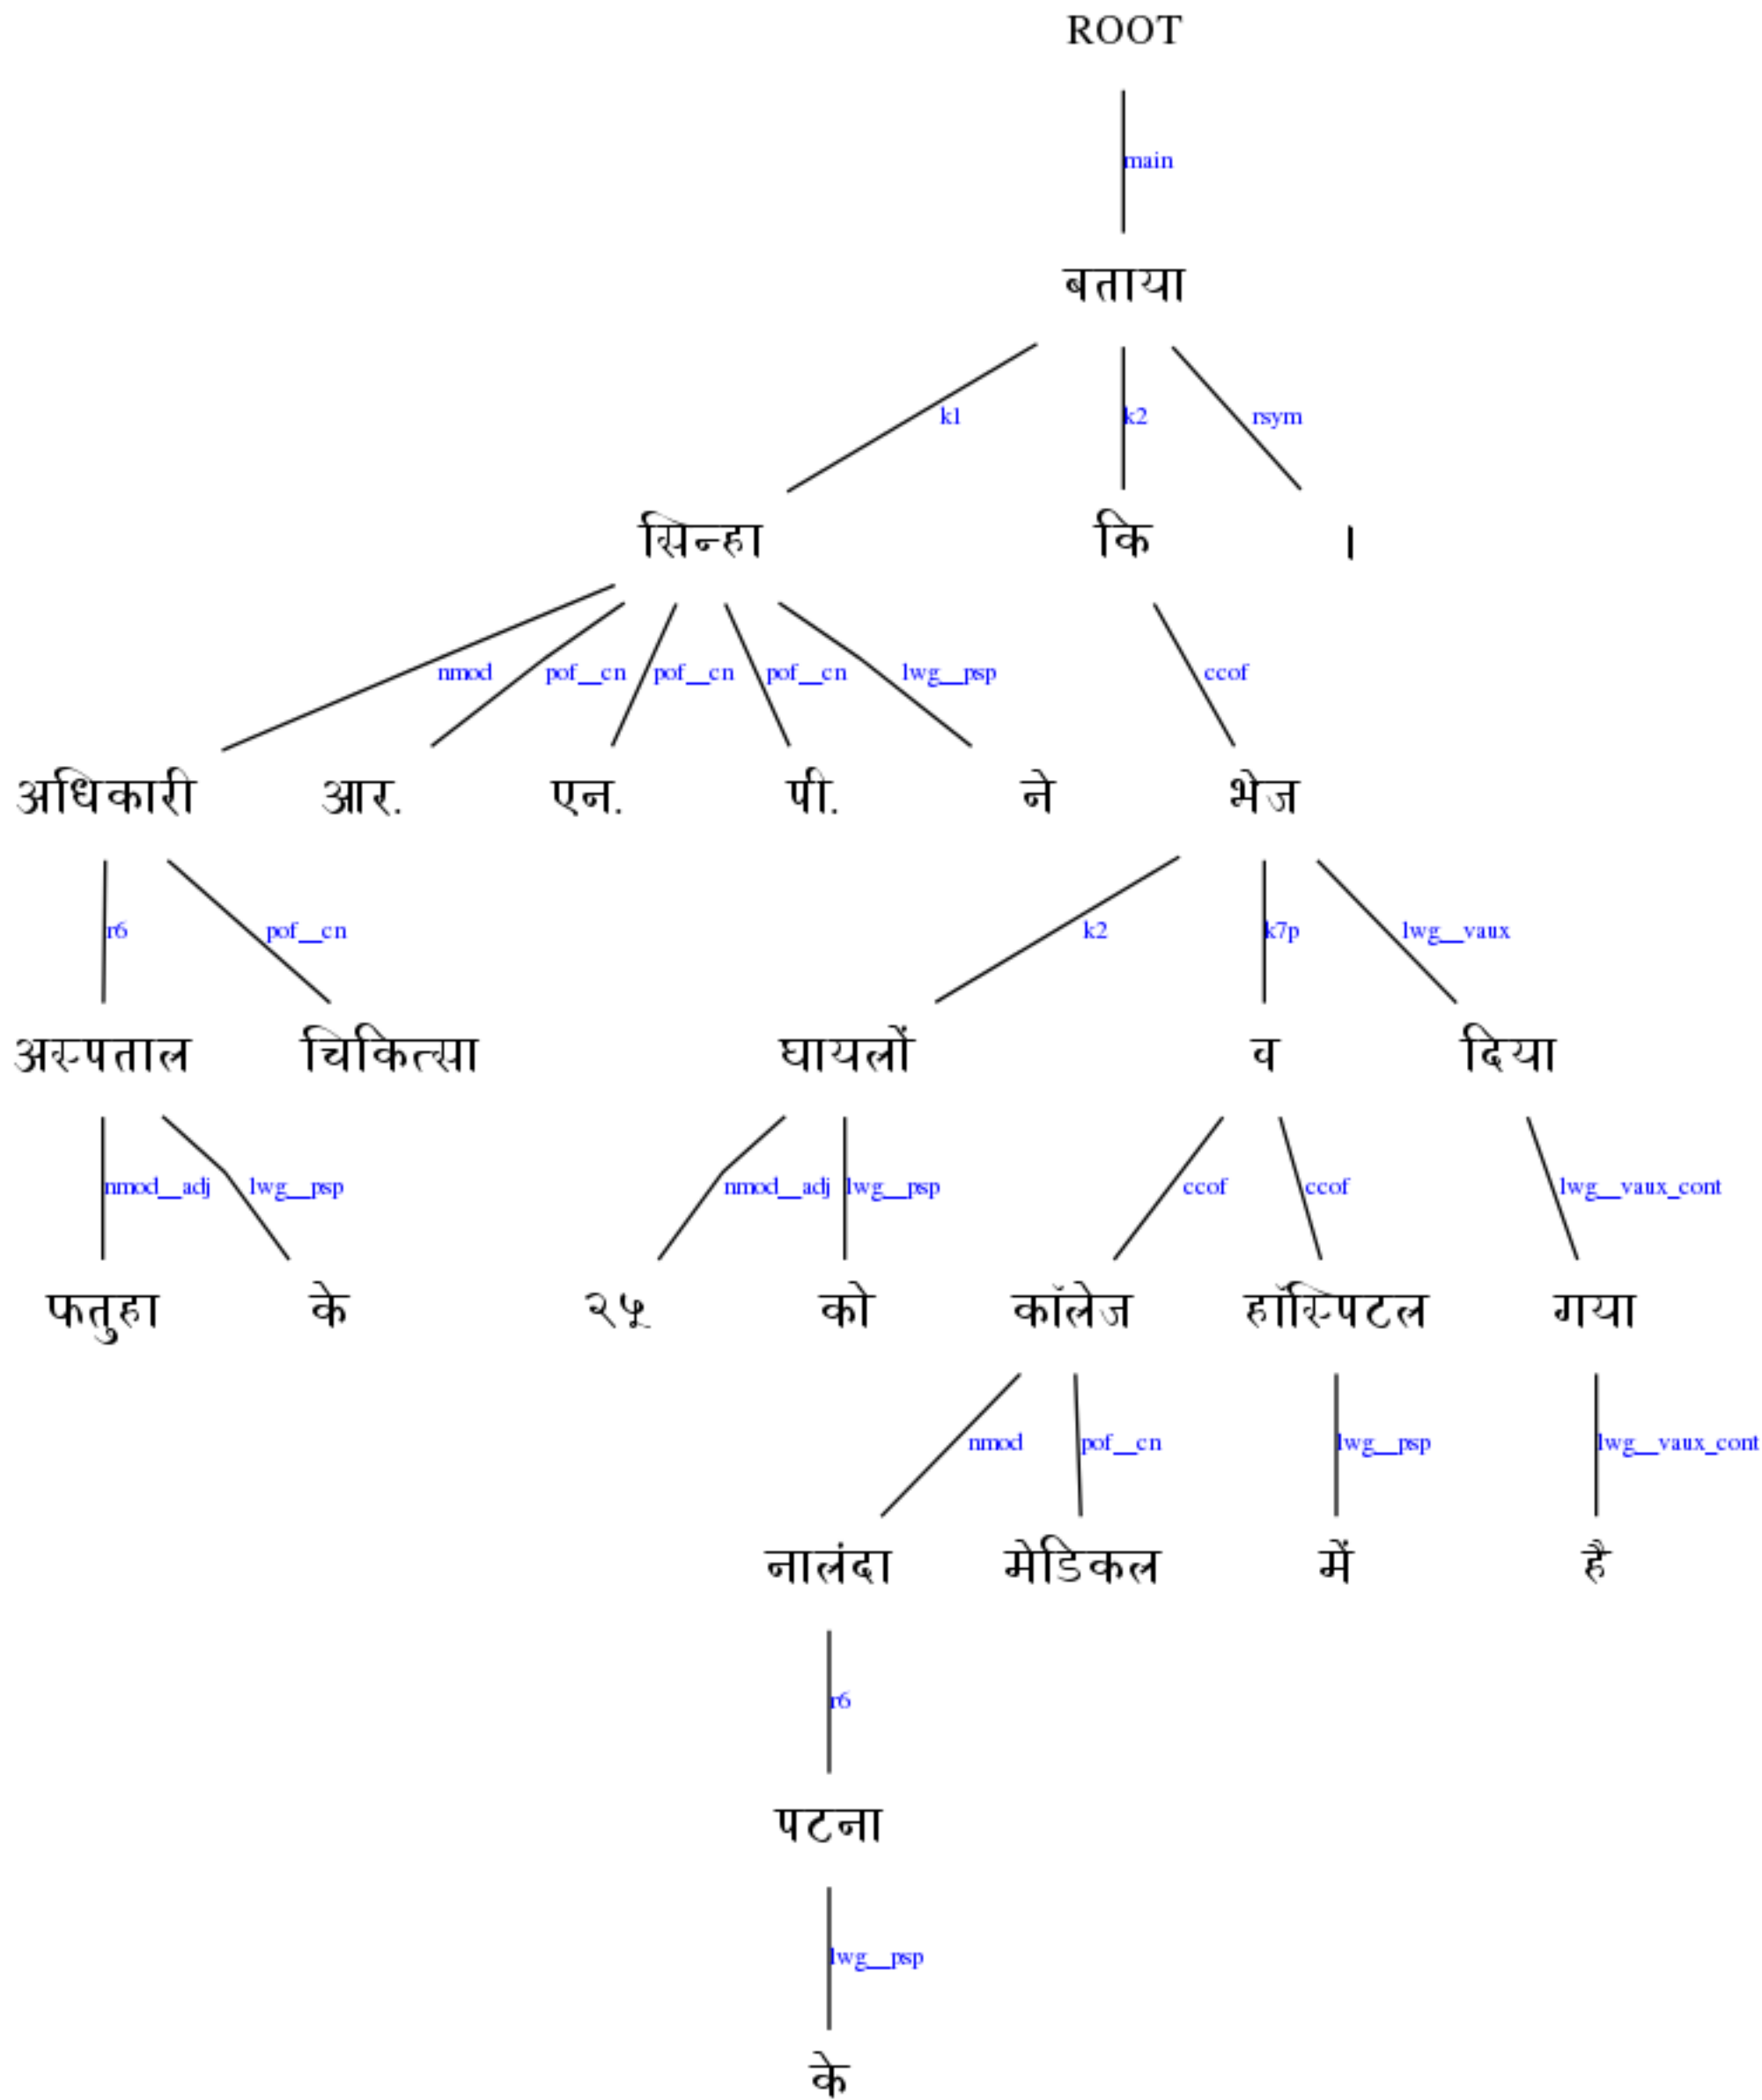 ROOT
main
बताया
k1 k2 rsym
सिन्हा कि ।
nmod pof__cn pof__cn pof__cn lwg__psp ccof
अधिकारी आर. एन. पी. ने भेज
r6 pof__cn k2 k7p lwg__vaux
अस्पताल चिकित्सा घायलों व दिया
nmod__adj lwg__psp nmod__adj lwg__psp ccof ccof lwg__vaux_cont
फतुहा के २५ को कॉलेज हॉस्पिटल गया
nmod pof__cn lwg__psp lwg__vaux_cont
नालंदा मेडिकल में है
r6
पटना
lwg__psp
के